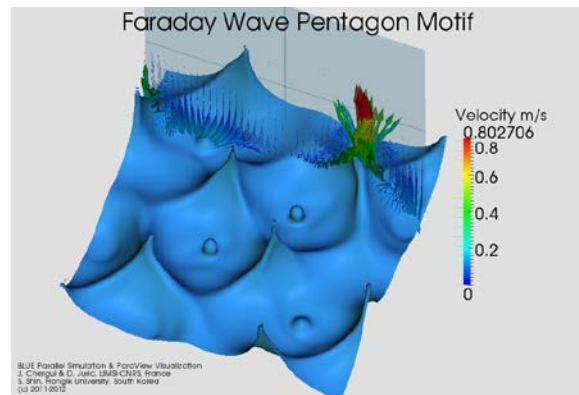 Faraday Wave Pentagon Motif
Velocity m/s
0.802706
0.8
0.6
0.4
0.2
0
BLUE Parallel Simulation & ParaView Visualization
J. Chergui & D. Juric, LIMSI-CNRS, France
S. Shin, Hongik University, South Korea
(c) 2011-2012